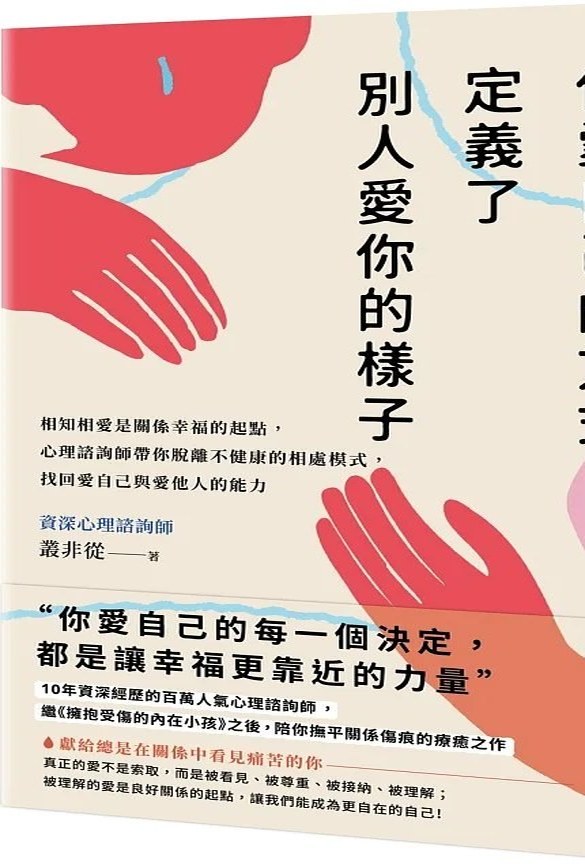 定義了
別人愛你的樣子
相知相愛是關係幸福的起點，
心理諮詢師帶你脫離不健康的相處模式，
找回愛自己與愛他人的能力
資深心理諮詢師
叢非從——著
“你愛自己的每一個決定，
都是讓幸福更靠近的力量”
10年資深經歷的百萬人氣心理諮詢師，
繼《擁抱受傷的內在小孩》之後，陪你撫平關係傷痕的療癒之作
獻給總是在關係中看見痛苦的你
真正的愛不是索取，而是被看見、被尊重、被接納、被理解；
被理解的愛是良好關係的起點，讓我們能成為更自在的自己！